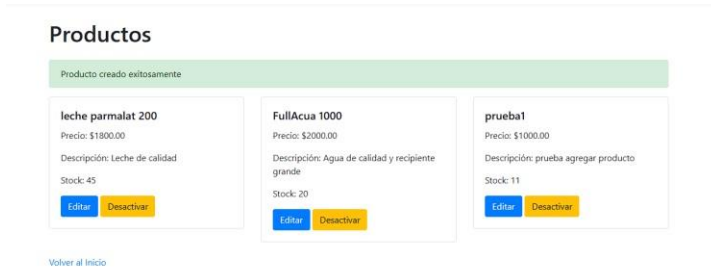 Productos
Producto creado exitosamente
leche parmalat 200
Precio: $1800.00
Descripción: Leche de calidad
Stock: 45
Editar
Desactivar
FullAcua 1000
Precio: $2000.00
Descripción: Agua de calidad y recipiente
grande
Stock: 20
Editar
Desactivar
prueba1
Precio: $1000.00
Descripción: prueba agregar producto
Stock: 11
Editar
Desactivar
Volver al Inicio